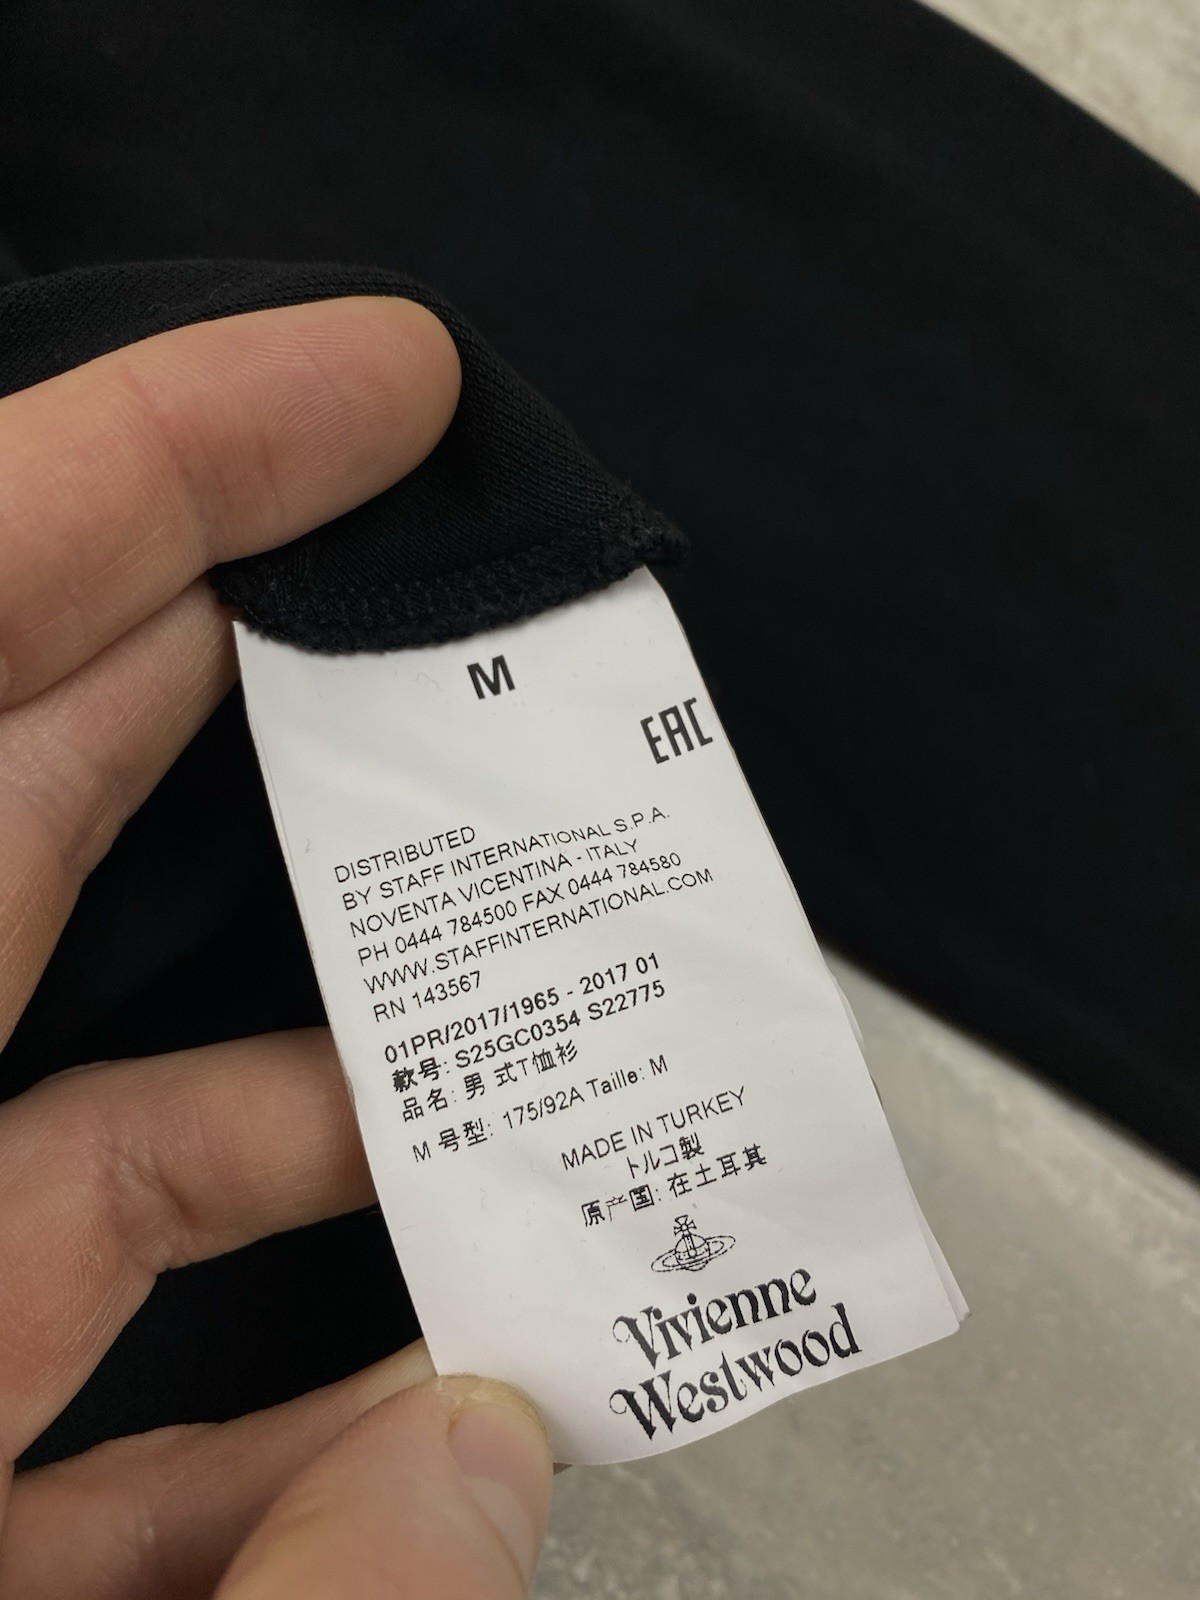 M
EAC
DISTRIBUTED
BY STAFF INTERNATIONAL S.P.A.
NOVENTA VICENTINA - ITALY
PH 0444 784500 FAX 0444 784580
WWW.STAFFINTERNATIONAL.COM
RN 143567
01PR/2017/1965 - 2017 01
款号: S25GC0354 S22775
品名: 男 式T恤衫
M 号型: 175/92A Taille: M
MADE IN TURKEY
トルコ製
原产国: 在土耳其
Vivienne
Westwood